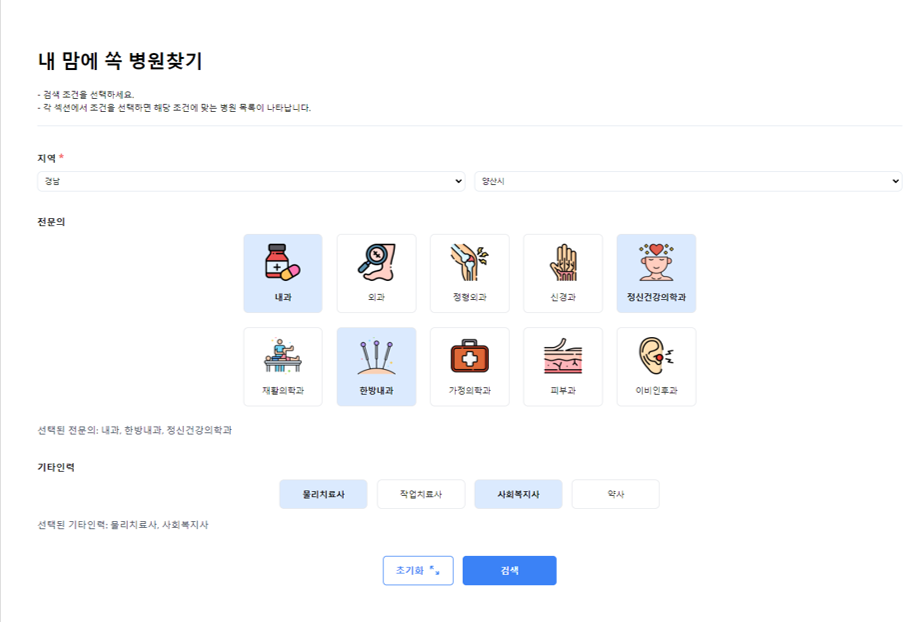 내 맘에 쏙 병원찾기
- 검색 조건을 선택하세요.
- 각 섹션에서 조건을 선택하면 해당 조건에 맞는 병원 목록이 나타납니다.
지역 *
경남 양산시
전문의
내과 외과 정형외과 신경과 정신건강의학과
재활의학과 한방내과 가정의학과 피부과 이비인후과
선택된 전문의: 내과, 한방내과, 정신건강의학과
기타인력
물리치료사 작업치료사 사회복지사 약사
선택된 기타인력: 물리치료사, 사회복지사
초기화 검색